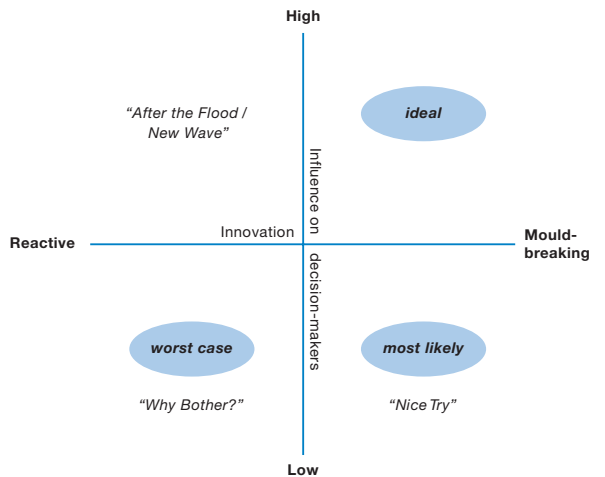 High
“After the Flood /
New Wave”
ideal
Influence on
Innovation
Reactive
Mould-
breaking
decision-makers
worst case
most likely
“Why Bother?”
“Nice Try”
Low